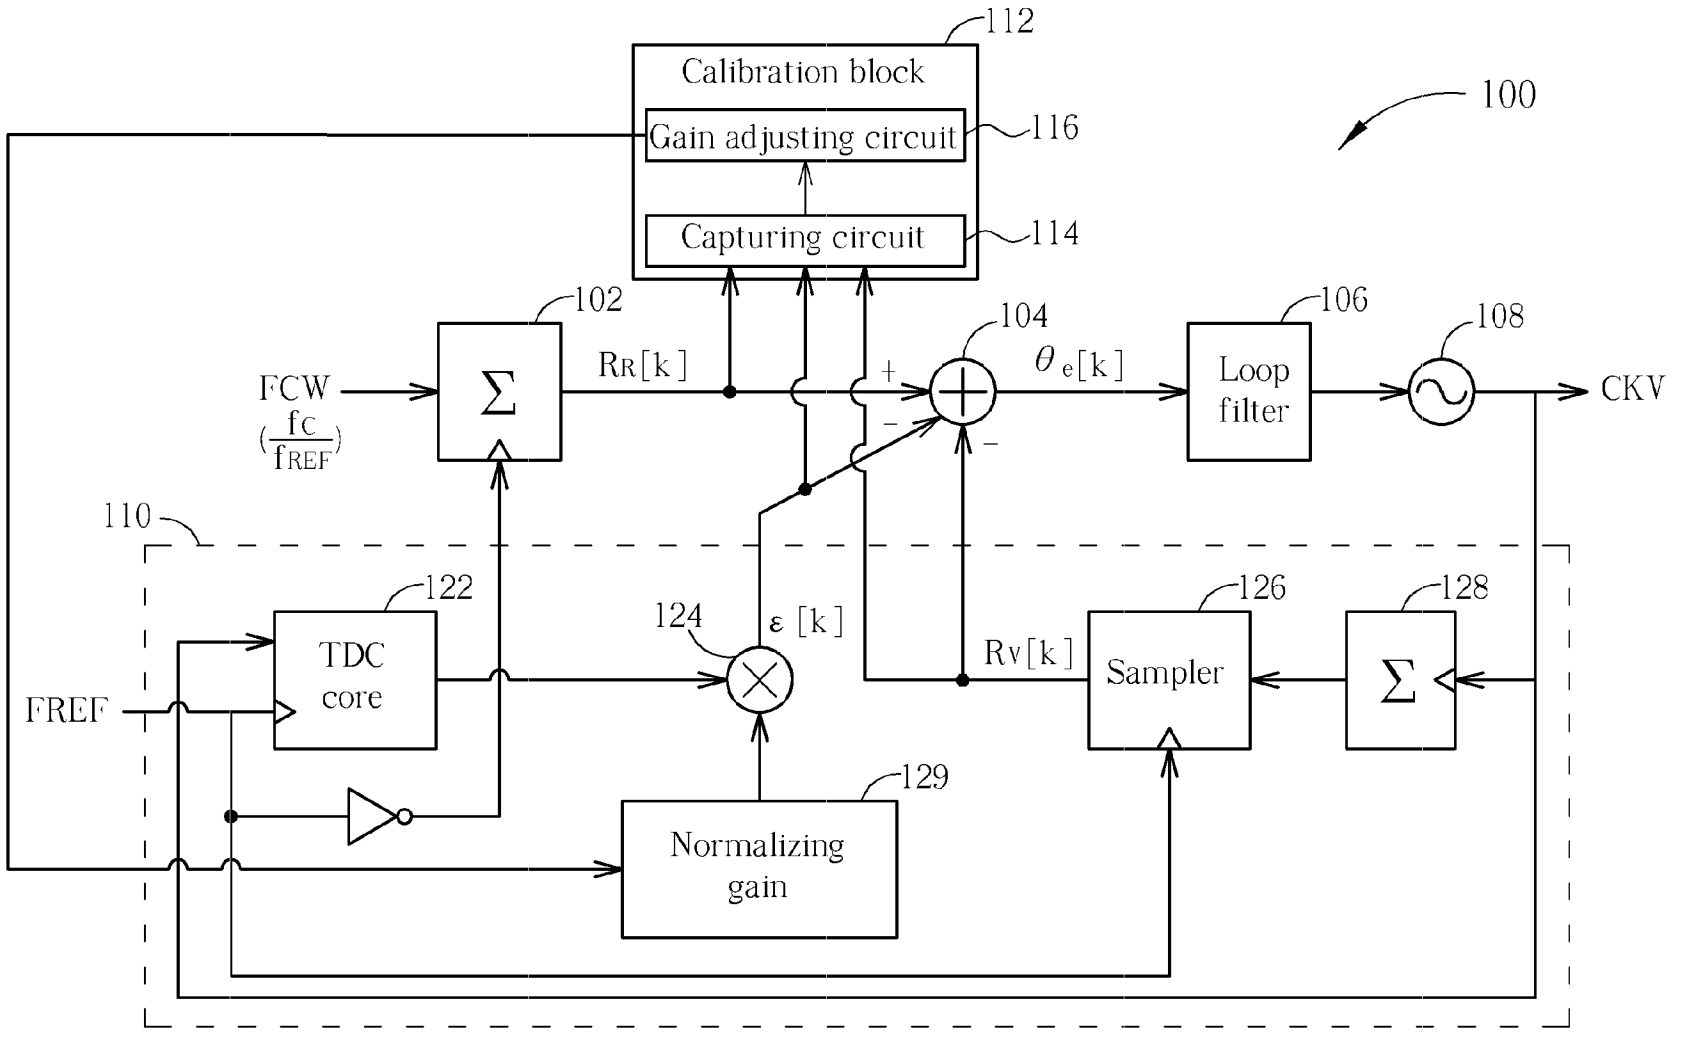 112
Calibration block
100
Gain adjusting circuit
116
Capturing circuit
114
102
104
106
108
FCW
(fC/fREF)
Σ
RR[k]
+
-
-
θe[k]
Loop
filter
CKV
110
122
124
126
128
TDC
core
ε[k]
RV[k]
Sampler
Σ
FREF
129
Normalizing
gain